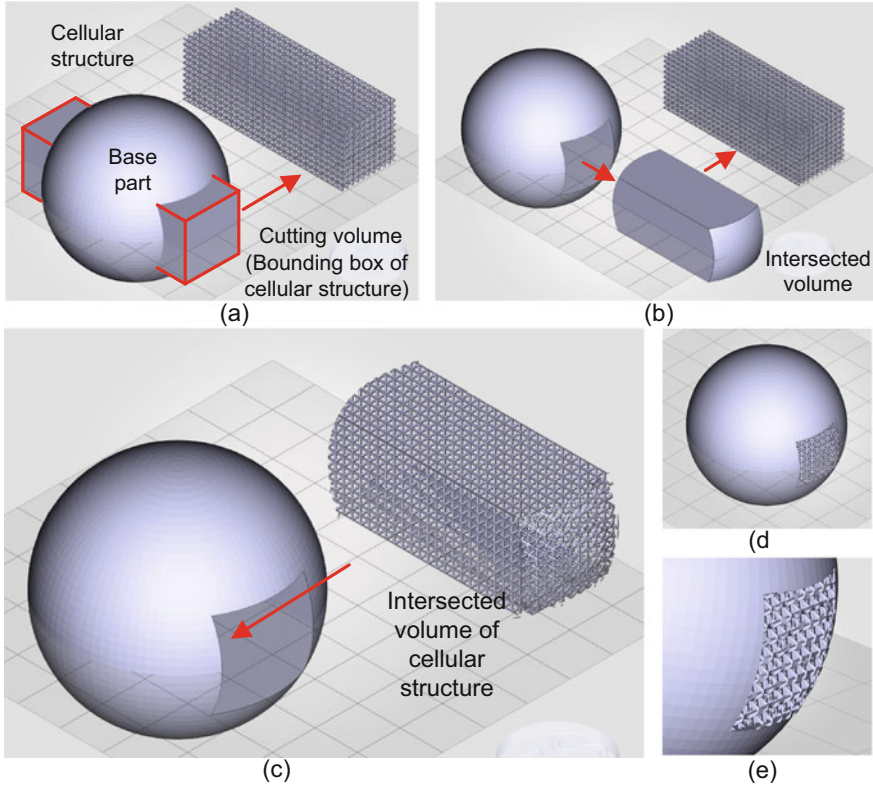 Cellular
structure
Base
part
Cutting volume
(Bounding box of
cellular structure)
(a)
Intersected
volume
(b)
Intersected
volume of
cellular
structure
(c)
(d
(e)